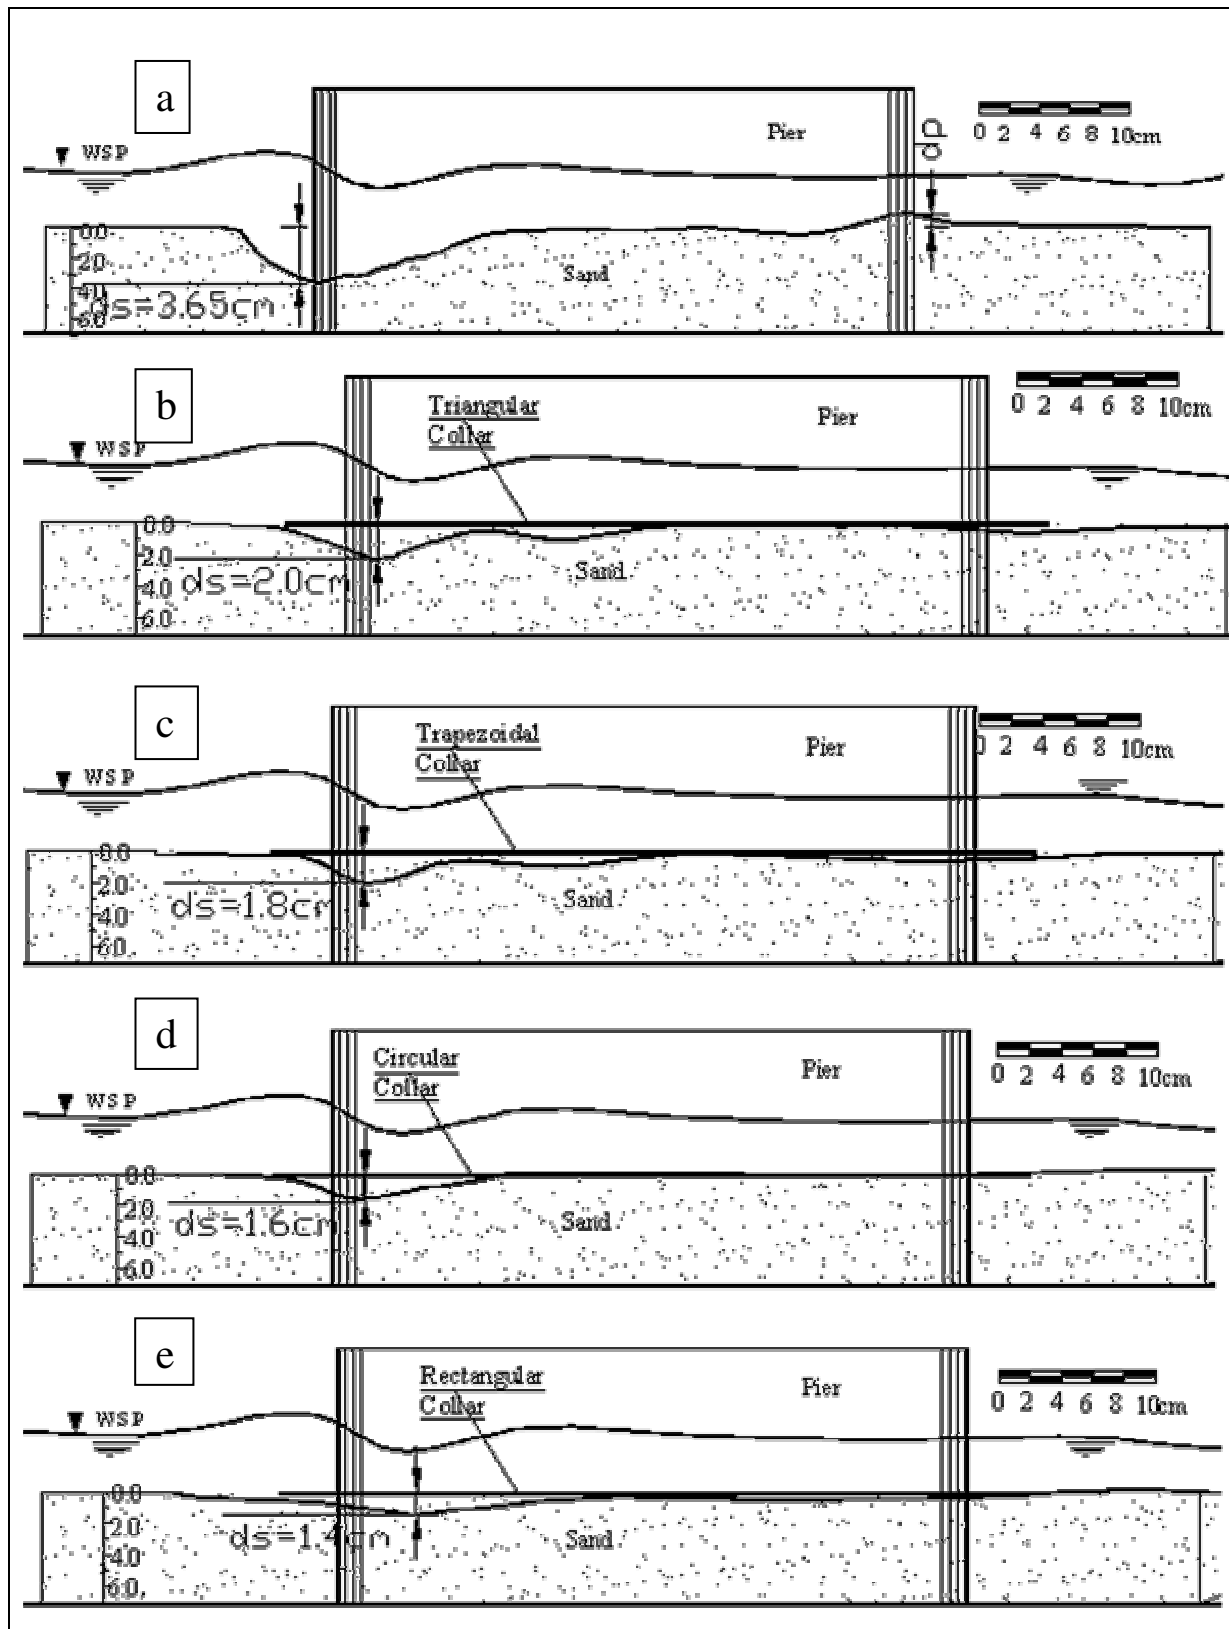 a
Pier
0 2 4 6 8 10cm
dp
WSP
0.0
2.0
4.0
ds=3.65cm
Sand
b
Triangular
Collar
Pier
0 2 4 6 8 10cm
WSP
0.0
2.0
4.0
6.0
ds=2.0cm
Sand
c
Trapezoidal
Collar
Pier
0 2 4 6 8 10cm
WSP
0.0
2.0
4.0
6.0
ds=1.8cm
Sand
d
Circular
Collar
Pier
0 2 4 6 8 10cm
WSP
0.0
2.0
4.0
6.0
ds=1.6cm
Sand
e
Rectangular
Collar
Pier
0 2 4 6 8 10cm
WSP
0.0
2.0
4.0
6.0
ds=1.4cm
Sand